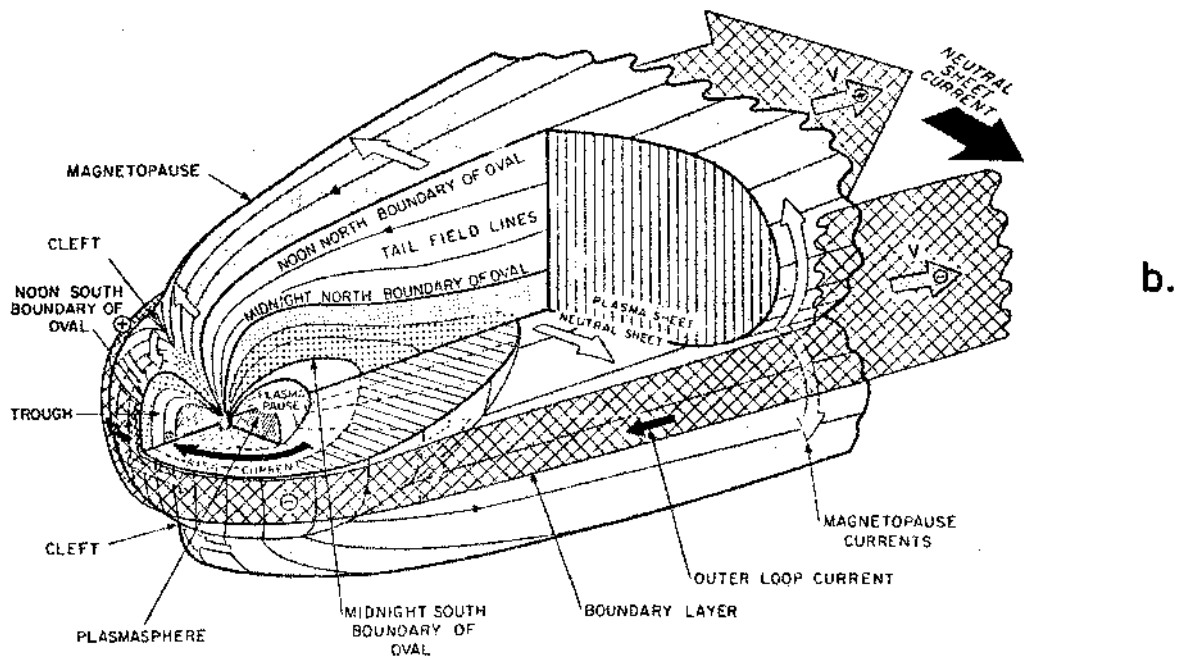 NEUTRAL
SHEET
CURRENT
V
+
MAGNETOPAUSE
NOON NORTH BOUNDARY OF OVAL
CLEFT
TAIL FIELD LINES
V
−
b.
NOON SOUTH
BOUNDARY OF
OVAL
MIDNIGHT NORTH BOUNDARY OF OVAL
PLASMA SHEET
NEUTRAL SHEET
+
TROUGH
PLASMA
PAUSE
RING CURRENT
−
CLEFT
MAGNETOPAUSE
CURRENTS
OUTER LOOP CURRENT
BOUNDARY LAYER
MIDNIGHT SOUTH
BOUNDARY OF
OVAL
PLASMASPHERE